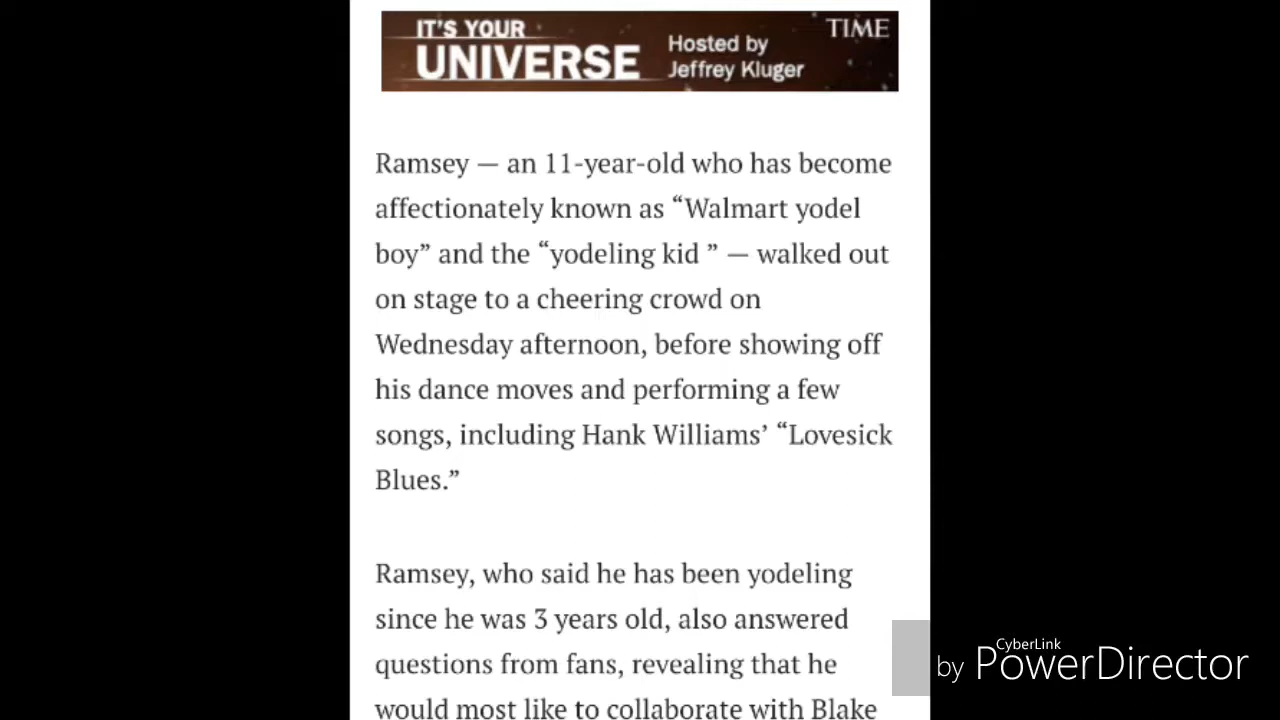 IT'S YOUR
UNIVERSE
Hosted by
Jeffrey Kluger
TIME
Ramsey — an 11-year-old who has become
affectionately known as “Walmart yodel
boy” and the “yodeling kid ” — walked out
on stage to a cheering crowd on
Wednesday afternoon, before showing off
his dance moves and performing a few
songs, including Hank Williams’ “Lovesick
Blues.”
Ramsey, who said he has been yodeling
since he was 3 years old, also answered
questions from fans, revealing that he
would most like to collaborate with Blake
CyberLink
by PowerDirector